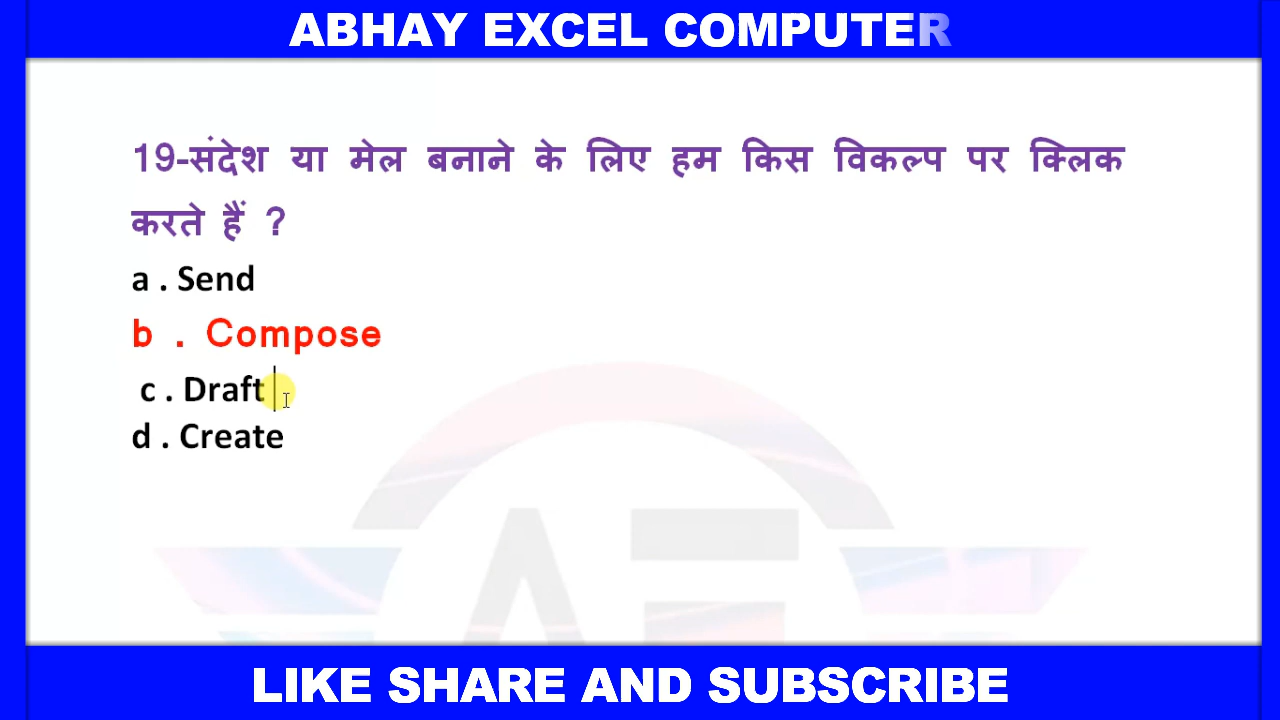 ABHAY EXCEL COMPUTER
19-संदेश या मेल बनाने के लिए हम किस विकल्प पर क्लिक
करते हैं ?
a . Send
b . Compose
c . Draft
d . Create
LIKE SHARE AND SUBSCRIBE